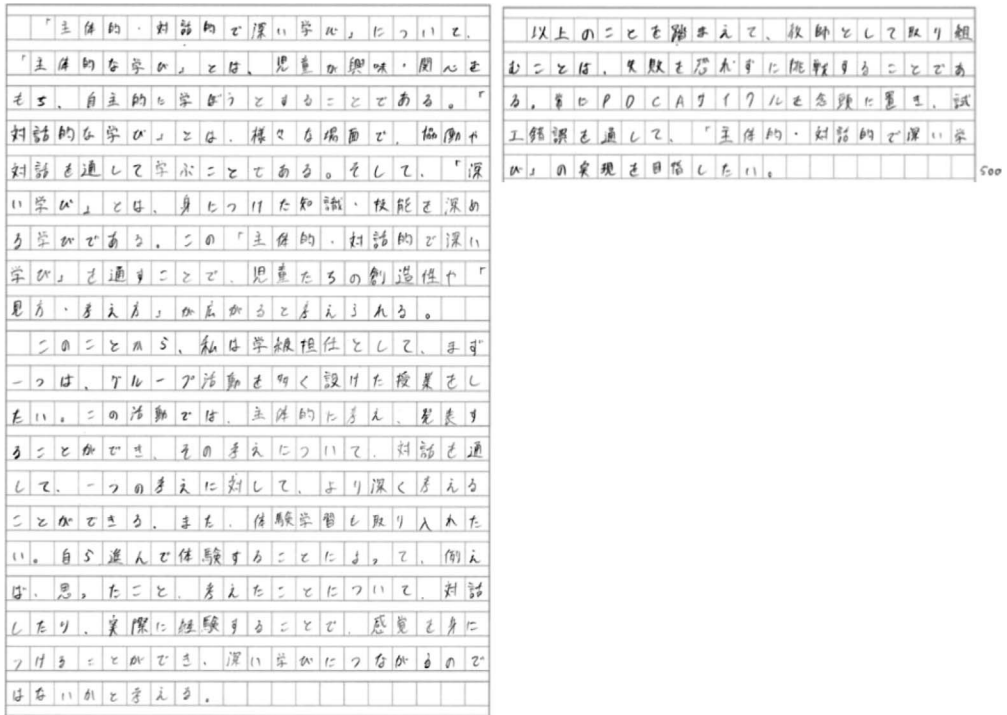 「主体的・対話的で深い学び」について、
「主体的な学び」とは、児童が興味・関心を
もち、自主的に学ぼうとすることである。「
対話的な学び」とは、様々な場面で、協働や
対話を通して学ぶことである。そして、「深
い学び」とは、身につけた知識・技能を深め
る学びである。この「主体的・対話的で深い
学び」を通すことで、児童たちの創造性や「
見方・考え方」が広がると考えられる。
このことから、私は学級担任として、まず
一つは、グループ活動を多く設けた授業をし
たい。この活動では、主体的に考え、発表す
ることができ、その考えについて、対話を通
して、一つの考えに対して、より深く考える
ことができる。また、体験学習も取り入れた
い。自ら進んで体験することによって、例え
ば、思ったこと、考えたことについて、対話
したり、実際に経験することで、感覚を身に
つけることができ、深い学びにつながるので
はないかと考える。
以上のことを踏まえて、教師として取り組
むことは、失敗を恐れずに挑戦することであ
る。常にPDCAサイクルを念頭に置き、試
工錯誤を通して、「主体的・対話的で深い学
び」の実現を目指したい。
500